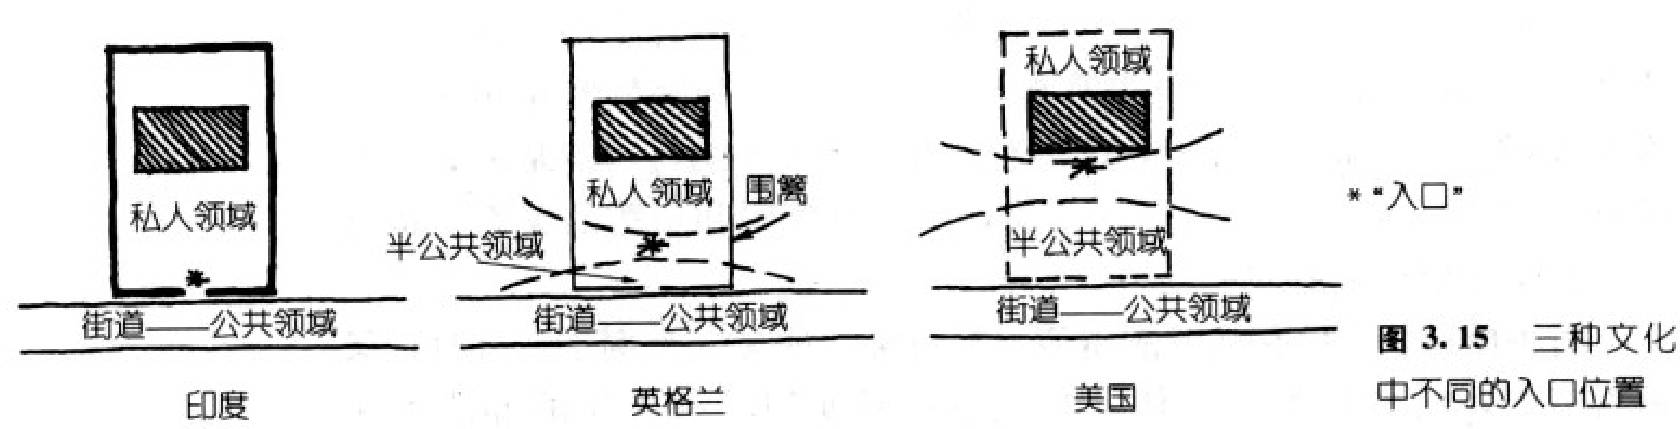 私人领域
街道——公共领域
印度
私人领域
围篱
半公共领域
街道——公共领域
英格兰
私人领域
半公共领域
街道——公共领域
美国
* “入口”
图 3.15 三种文化
中不同的入口位置